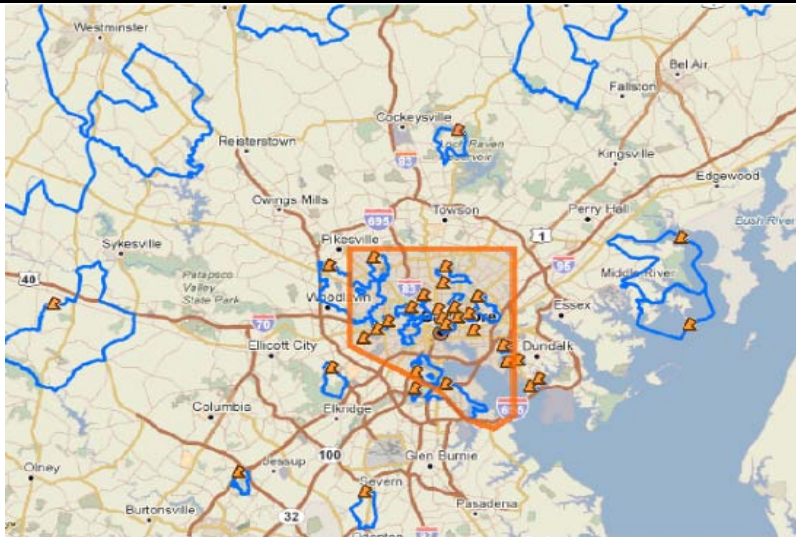 Westminster
Bel Air
Fallston
Cockeysville
Reisterstown
Kingsville
83
Edgewood
Owings Mills
Towson
Perry Hall
Bush River
695
1
Pikesville
Sykesville
95
Middle River
40
Patapsco
Valley
State Park
83
Essex
70
Ellicott City
Dundalk
Elkridge
Columbia
100
Glen Burnie
Olney
Severn
Pasadena
Burtonsville
32